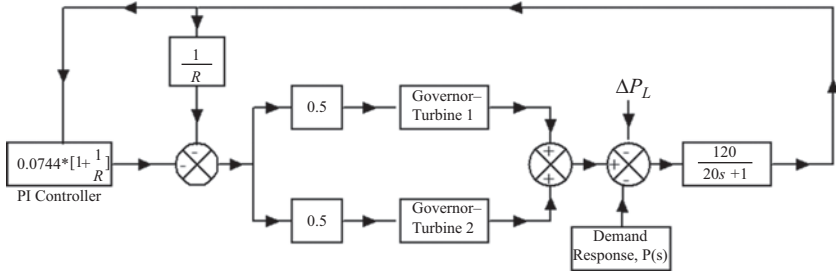 1
R
ΔP_L
0.5
Governor–
Turbine 1
0.0744*[1+ 1/R]
PI Controller
-
-
+
+
-
+
-
120
20s +1
0.5
Governor–
Turbine 2
Demand
Response, P(s)